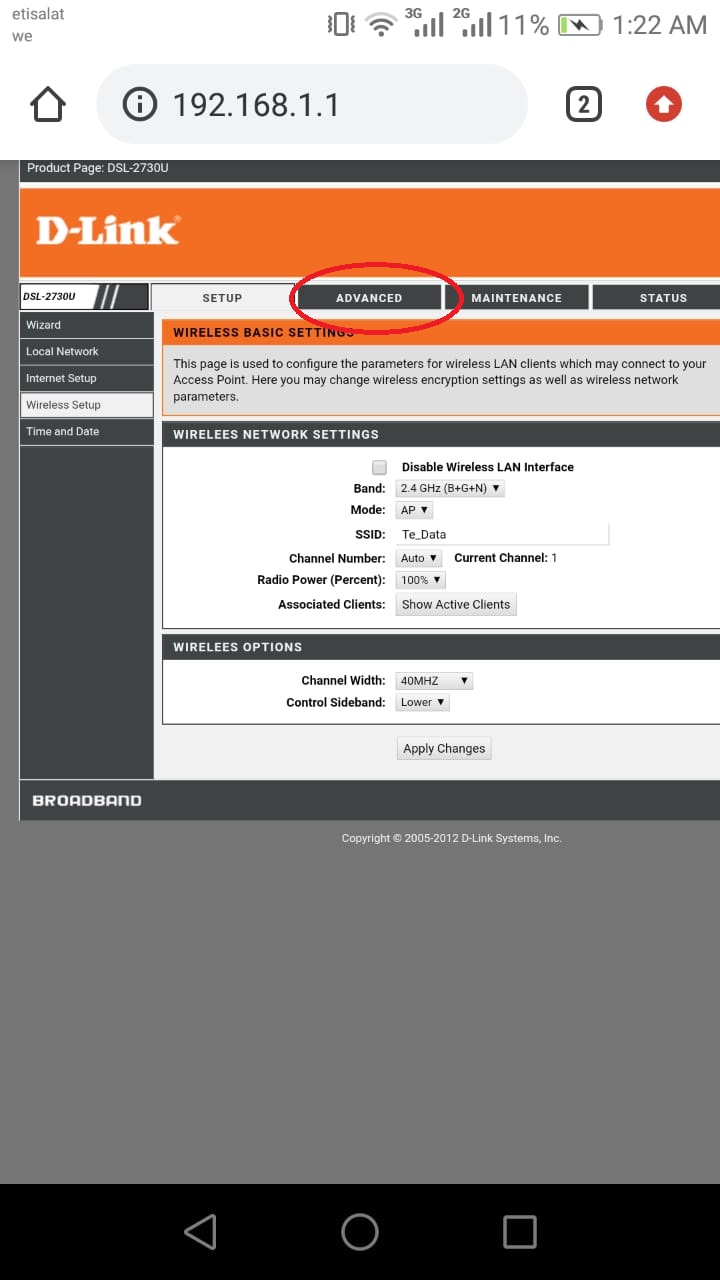 etisalat
we
3G 2G 11% 1:22 AM
192.168.1.1
2
Product Page: DSL-2730U
D-Link
DSL-2730U
SETUP
ADVANCED
MAINTENANCE
STATUS
Wizard
Local Network
Internet Setup
Wireless Setup
Time and Date
WIRELESS BASIC SETTINGS
This page is used to configure the parameters for wireless LAN clients which may connect to your
Access Point. Here you may change wireless encryption settings as well as wireless network
parameters.
WIRELEES NETWORK SETTINGS
Disable Wireless LAN Interface
Band: 2.4 GHz (B+G+N)
Mode: AP
SSID: Te_Data
Channel Number: Auto Current Channel: 1
Radio Power (Percent): 100%
Associated Clients: Show Active Clients
WIRELEES OPTIONS
Channel Width: 40MHZ
Control Sideband: Lower
Apply Changes
BROADBAND
Copyright © 2005-2012 D-Link Systems, Inc.